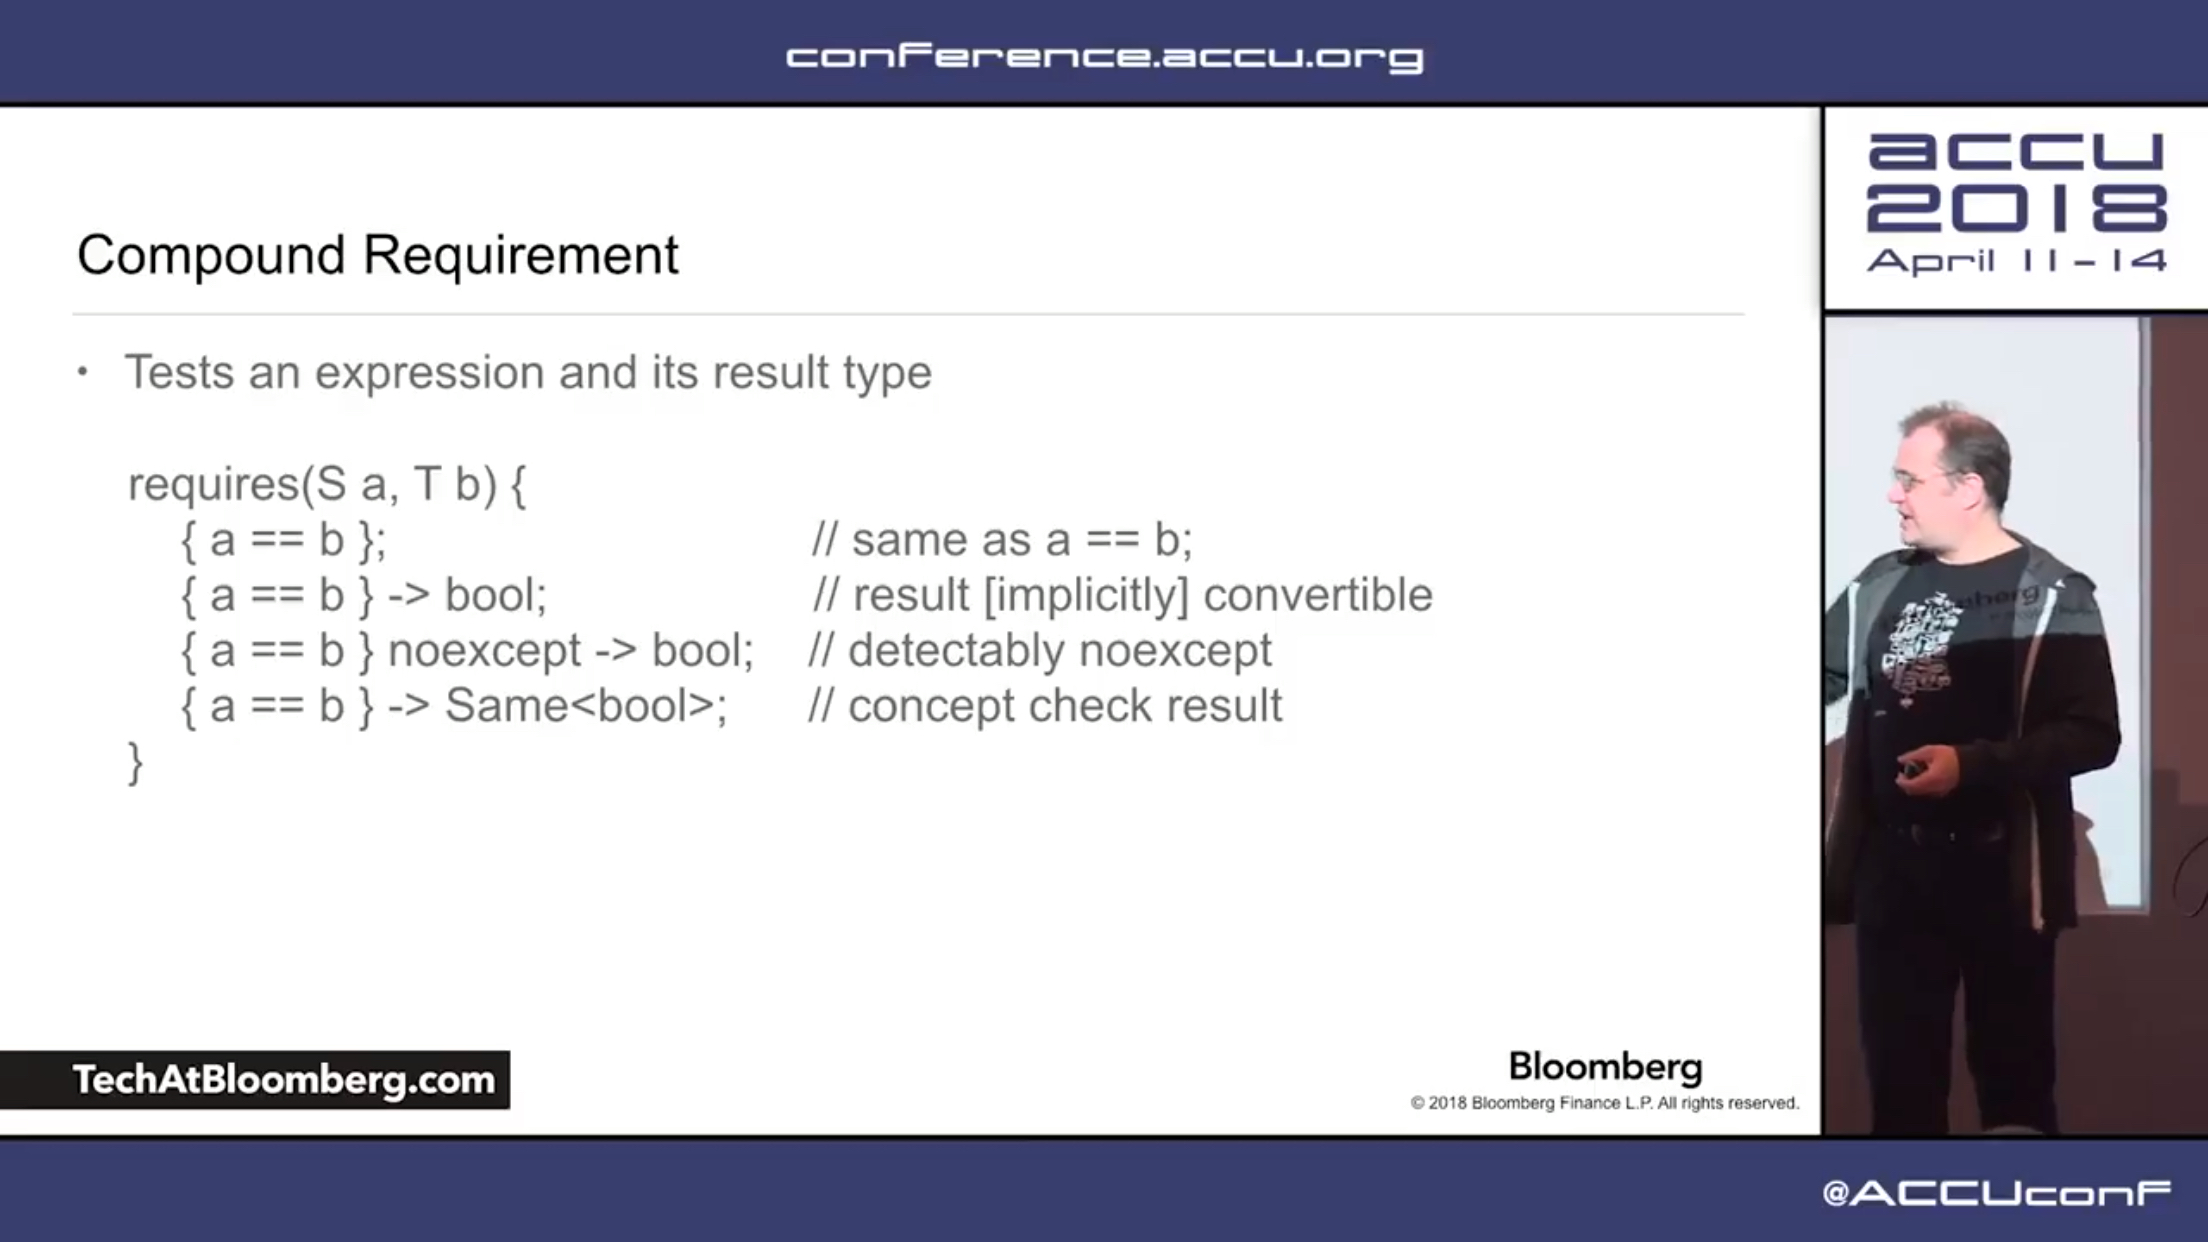 conference.accu.org
accu
2018
April 11-14
Compound Requirement
• Tests an expression and its result type
requires(S a, T b) {
{ a == b }; // same as a == b;
{ a == b } -> bool; // result [implicitly] convertible
{ a == b } noexcept -> bool; // detectably noexcept
{ a == b } -> Same<bool>; // concept check result
}
TechAtBloomberg.com
Bloomberg
© 2018 Bloomberg Finance L.P. All rights reserved.
@ACCUconf